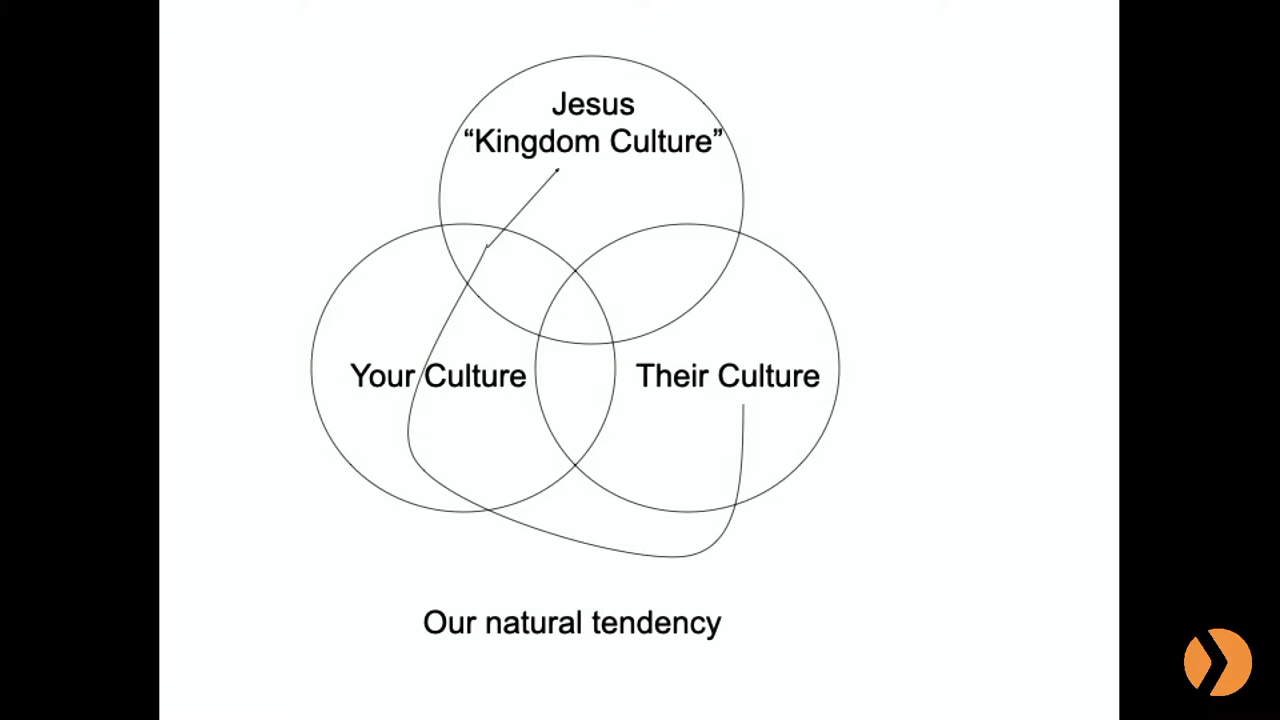 Jesus
“Kingdom Culture”
Your Culture
Their Culture
Our natural tendency